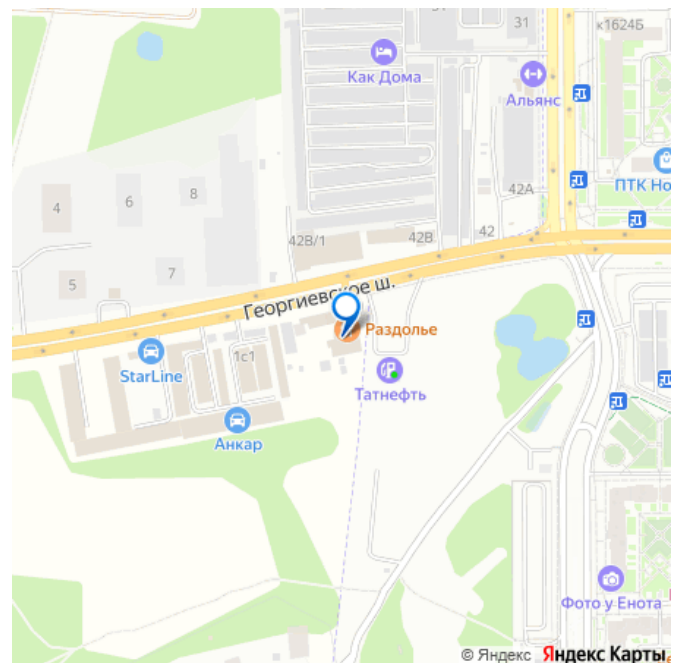 31
к1624Б
Как Дома
Альянс
ПТК Но
42А
4
6
8
42В/1
42В
42
5
7
Георгиевское ш.
Раздолье
StarLine
1с1
Татнефть
Анкар
Фото у Енота
© Яндекс Яндекс Карты